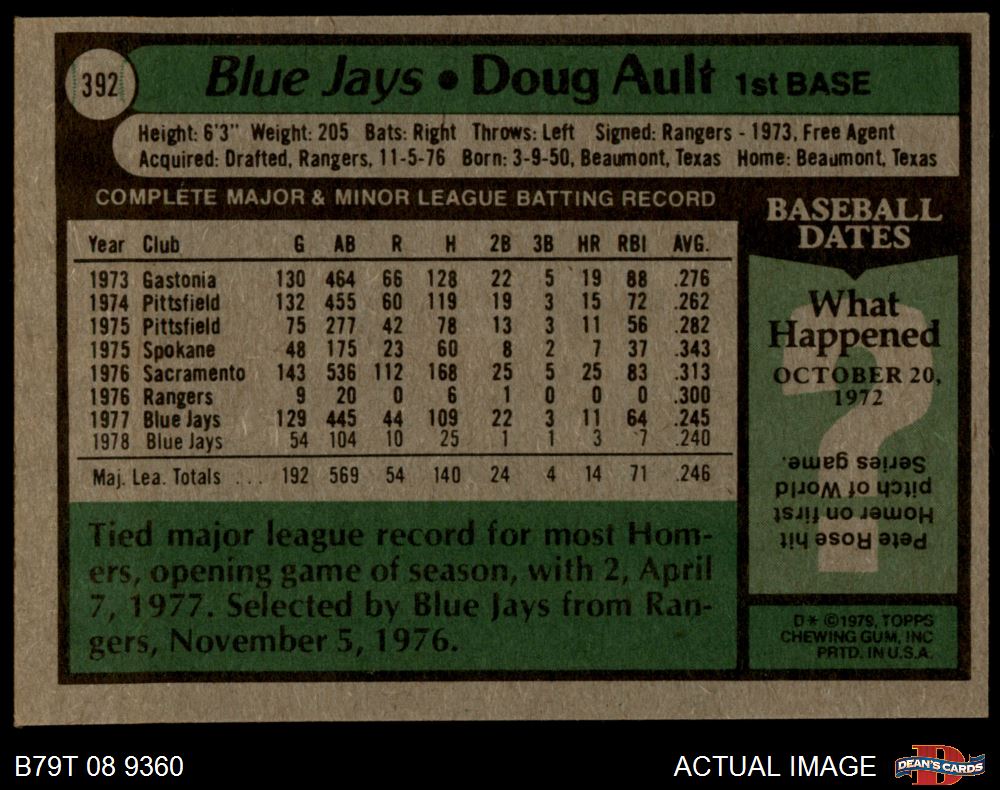 392 Blue Jays • Doug Ault 1st BASE
Height: 6'3" Weight: 205 Bats: Right Throws: Left Signed: Rangers - 1973, Free Agent
Acquired: Drafted, Rangers, 11-5-76 Born: 3-9-50, Beaumont, Texas Home: Beaumont, Texas
COMPLETE MAJOR & MINOR LEAGUE BATTING RECORD
Year Club G AB R H 2B 3B HR RBI AVG.
1973 Gastonia 130 464 66 128 22 5 19 88 .276
1974 Pittsfield 132 455 60 119 19 3 15 72 .262
1975 Pittsfield 75 277 42 78 13 3 11 56 .282
1975 Spokane 48 175 23 60 8 2 7 37 .343
1976 Sacramento 143 536 112 168 25 5 25 83 .313
1976 Rangers 9 20 0 6 1 0 0 0 .300
1977 Blue Jays 129 445 44 109 22 3 11 64 .245
1978 Blue Jays 54 104 10 25 1 1 3 7 .240
Maj. Lea. Totals ... 192 569 54 140 24 4 14 71 .246
Tied major league record for most Hom-
ers, opening game of season, with 2, April
7, 1977. Selected by Blue Jays from Ran-
gers, November 5, 1976.
BASEBALL
DATES
What
Happened
OCTOBER 20,
1972
?
Pete Rose hit
Homer on first
pitch of World
Series game.
D* ©1979, TOPPS
CHEWING GUM, INC
PRTD. IN U.S.A.
B79T 08 9360
ACTUAL IMAGE
DEAN'S CARDS